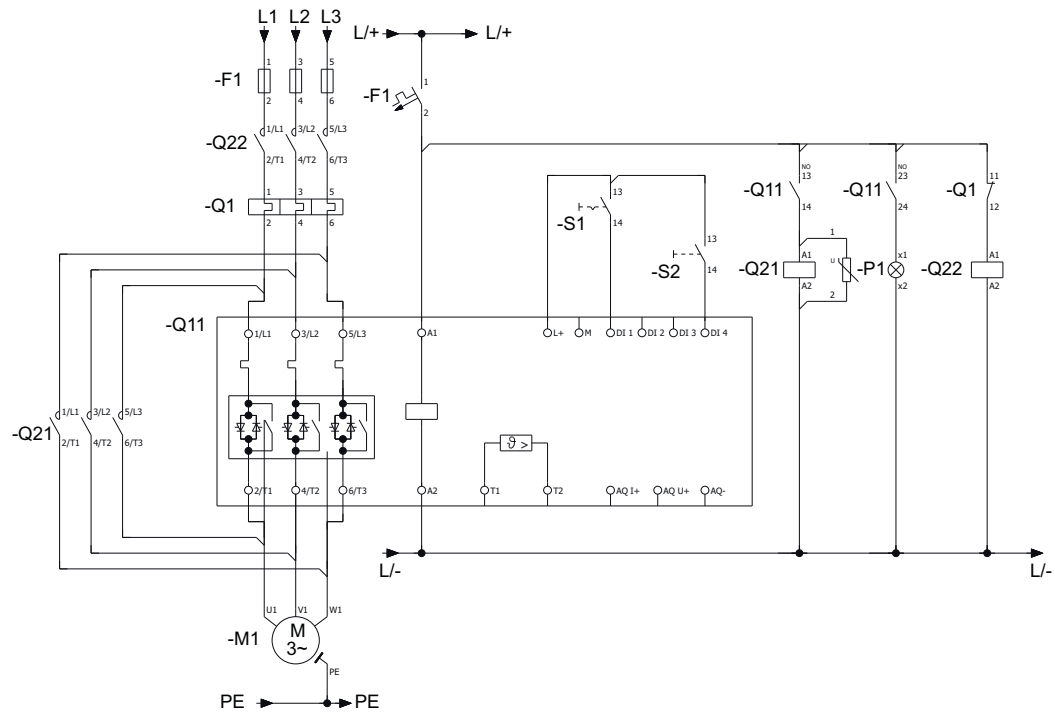 L1 L2 L3
L/+ L/+
-F1 1 3 5
2 4 6
-F1 1
2
-Q22 1/L1 3/L2 5/L3
2/T1 4/T2 6/T3
-Q1 1 3 5
2 4 6
-S1 13
14
-S2 13
14
-Q11 NO
13
14
-Q11 NO
23
24
-Q1 11
12
-Q21 A1
A2
1
U
2
-P1 x1
x2
-Q22 A1
A2
-Q11 1/L1 3/L2 5/L3 A1 L+ M DI 1 DI 2 DI 3 DI 4
-Q21 1/L1 3/L2 5/L3
2/T1 4/T2 6/T3
ϑ >
2/T1 4/T2 6/T3 A2 T1 T2 AQ I+ AQ U+ AQ-
L/- L/-
U1 V1 W1
-M1 M
3~
PE
PE PE